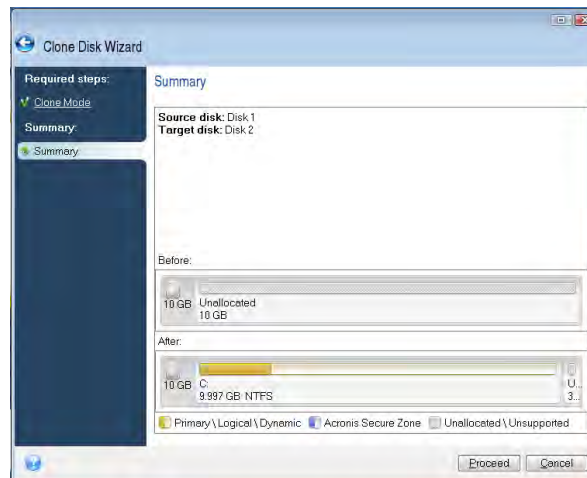 Clone Disk Wizard
Required steps:
Clone Mode
Summary:
Summary
Summary
Source disk: Disk 1
Target disk: Disk 2
Before:
10 GB
Unallocated
10 GB
After:
10 GB
C:
9.997 GB NTFS
U...
3...
Primary \ Logical \ Dynamic
Acronis Secure Zone
Unallocated \ Unsupported
Proceed
Cancel